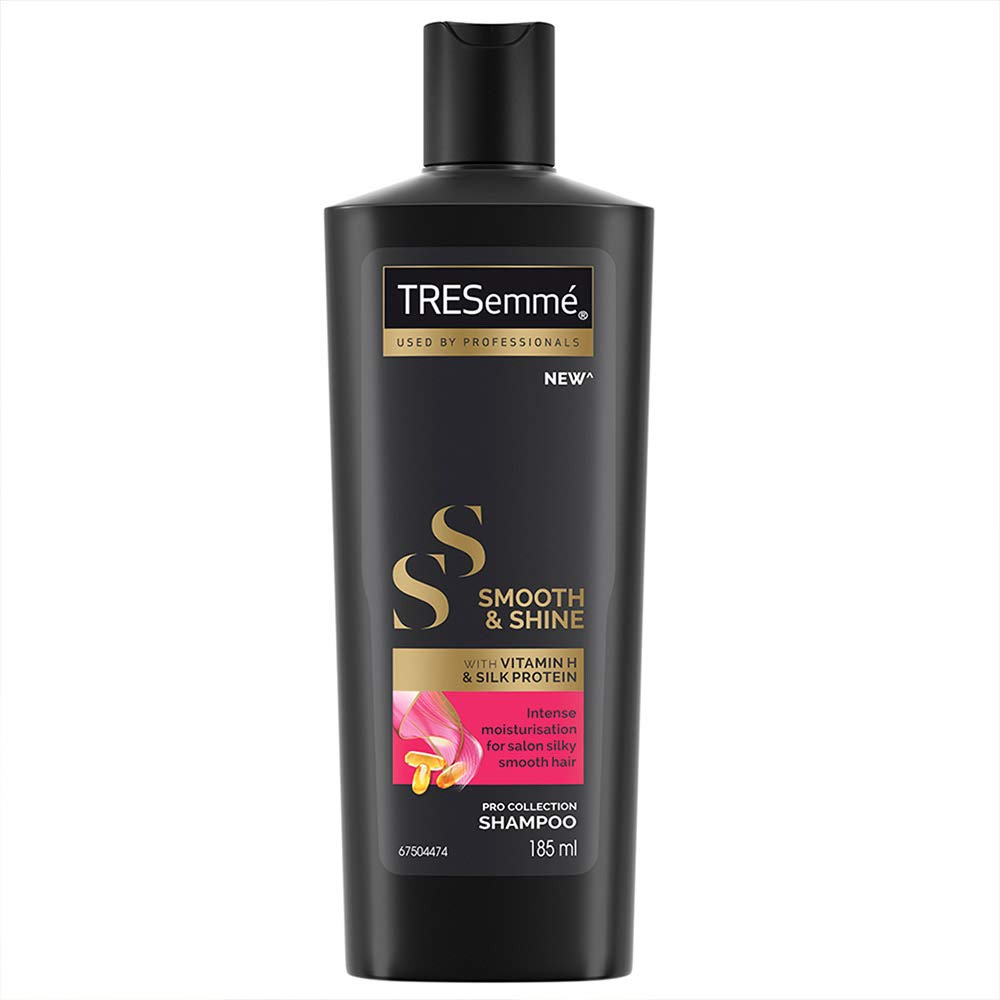 TRESemmé®
USED BY PROFESSIONALS
NEW^
S
S
SMOOTH
& SHINE
WITH VITAMIN H
& SILK PROTEIN
Intense
moisturisation
for salon silky
smooth hair
PRO COLLECTION
SHAMPOO
67504474
185 ml